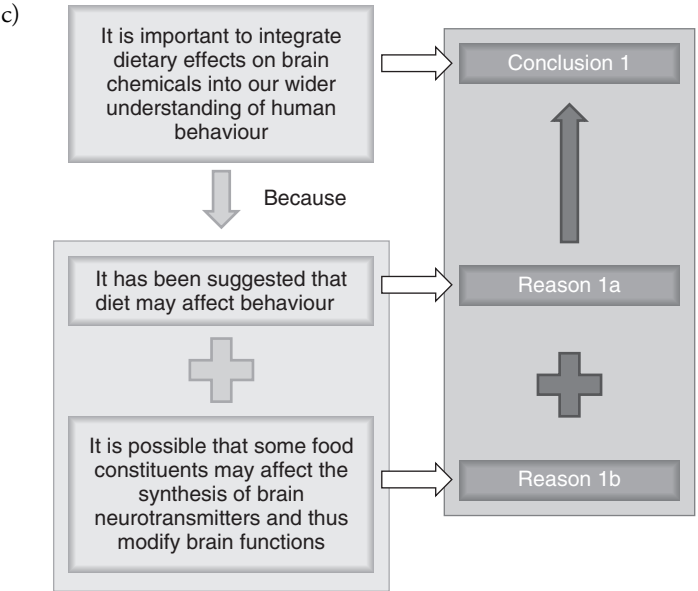 c)
It is important to integrate
dietary effects on brain
chemicals into our wider
understanding of human
behaviour
Conclusion 1
Because
It has been suggested that
diet may affect behaviour
Reason 1a
It is possible that some food
constituents may affect the
synthesis of brain
neurotransmitters and thus
modify brain functions
Reason 1b